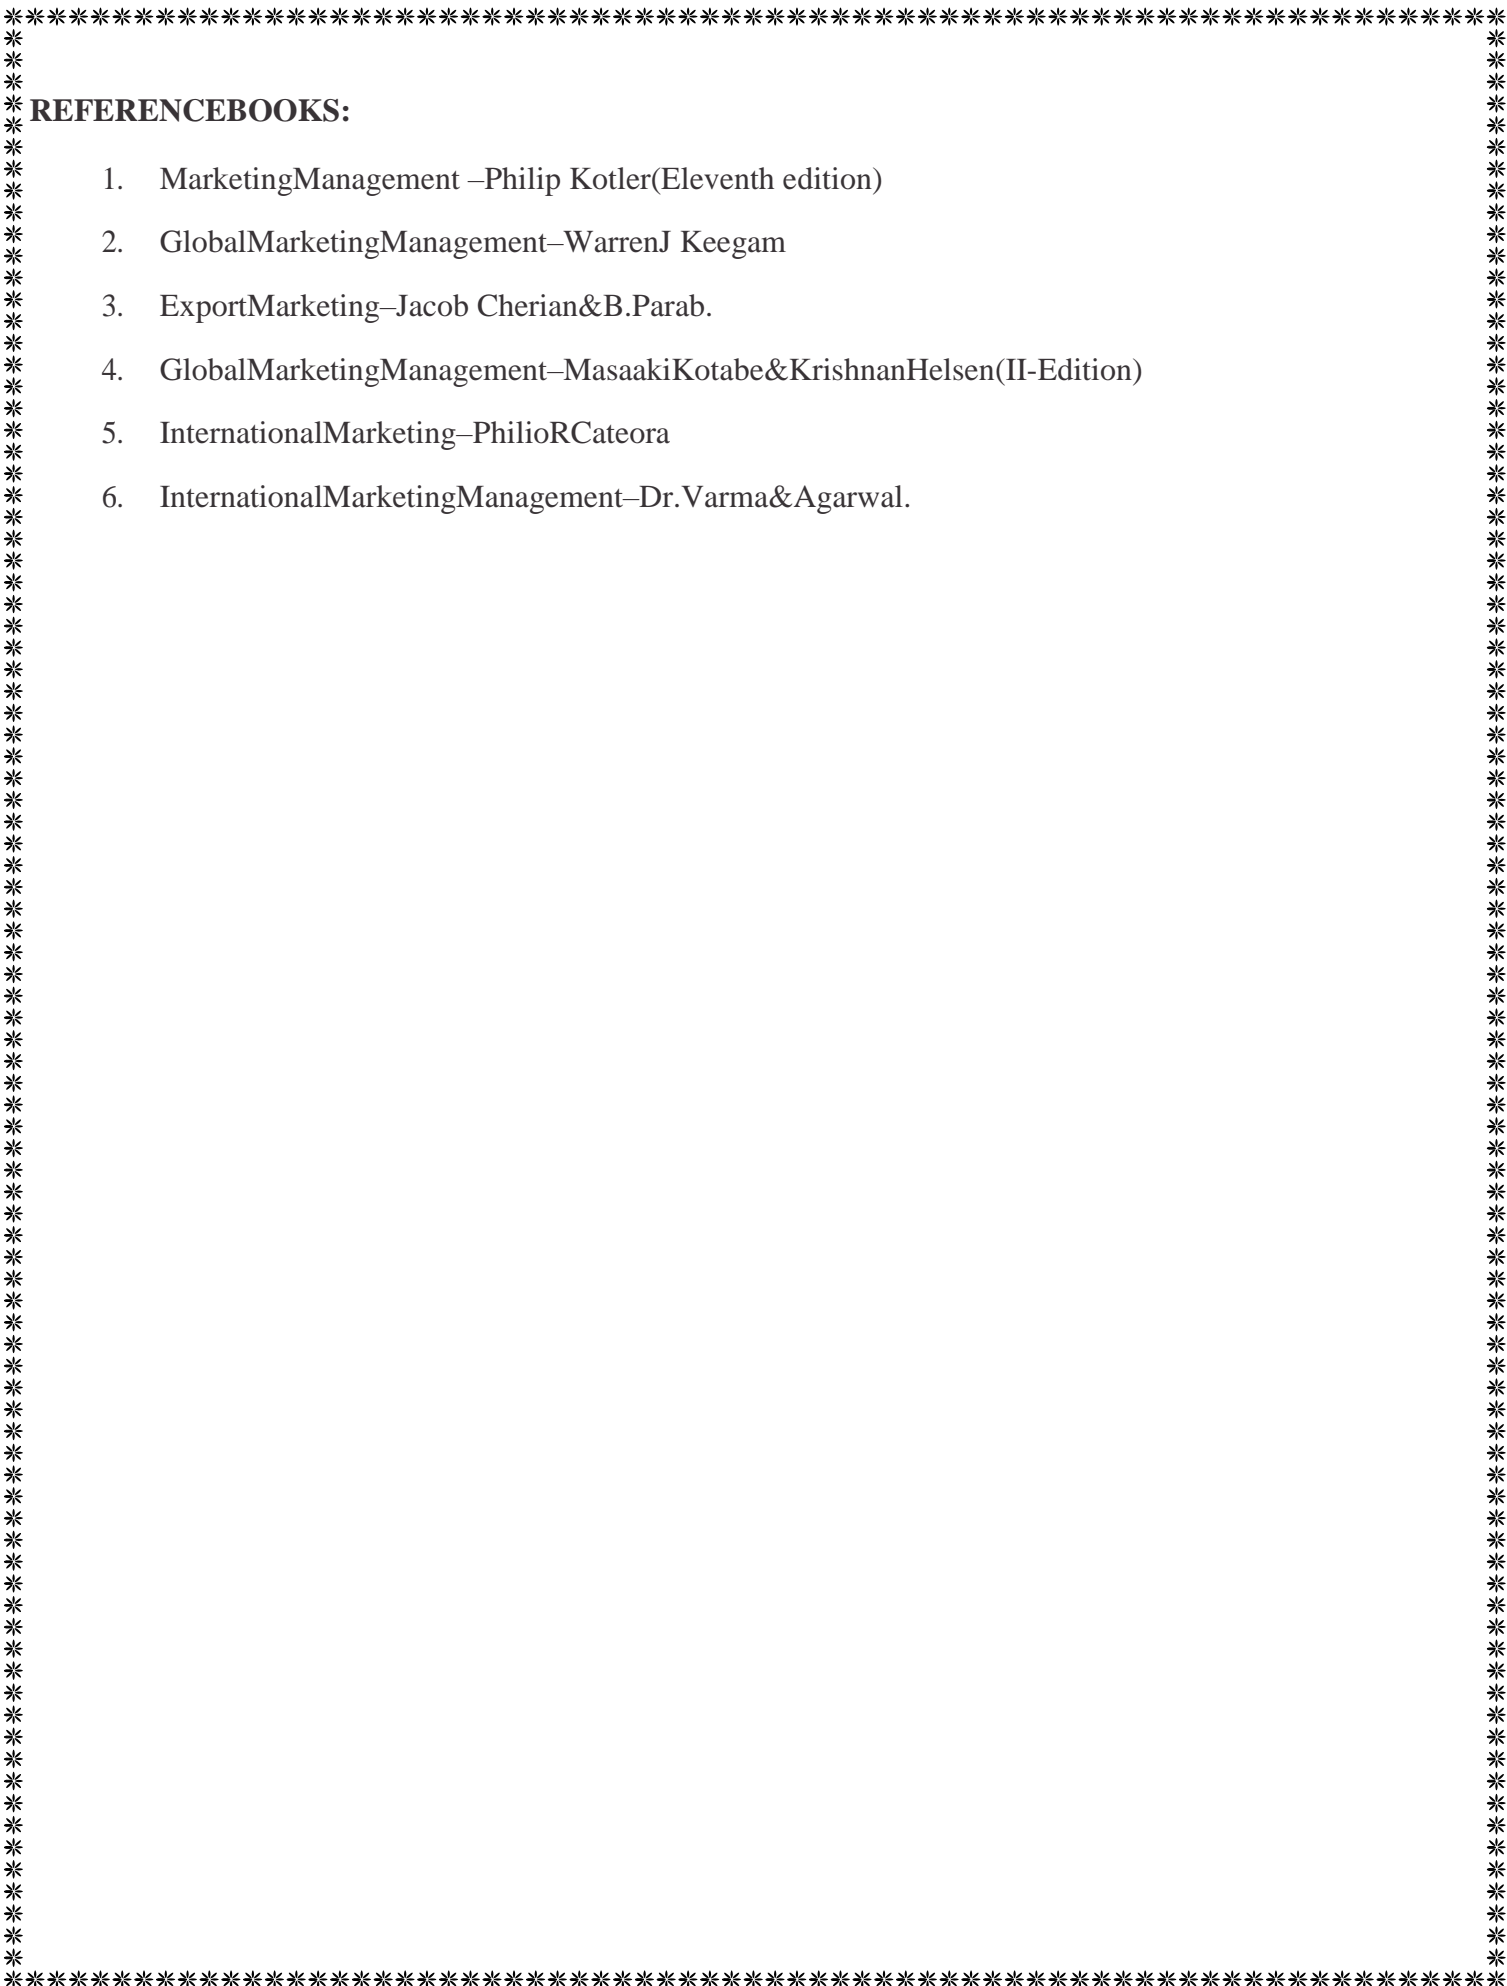 REFERENCEBOOKS:
1. MarketingManagement –Philip Kotler(Eleventh edition)
2. GlobalMarketingManagement–WarrenJ Keegam
3. ExportMarketing–Jacob Cherian&B.Parab.
4. GlobalMarketingManagement–MasaakiKotabe&KrishnanHelsen(II-Edition)
5. InternationalMarketing–PhilioRCateora
6. InternationalMarketingManagement–Dr.Varma&Agarwal.